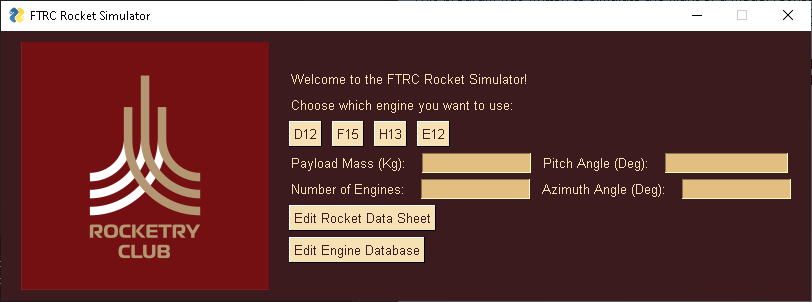 FTRC Rocket Simulator
ROCKETRY
CLUB
Welcome to the FTRC Rocket Simulator!
Choose which engine you want to use:
D12 F15 H13 E12
Payload Mass (Kg): Pitch Angle (Deg):
Number of Engines: Azimuth Angle (Deg):
Edit Rocket Data Sheet
Edit Engine Database